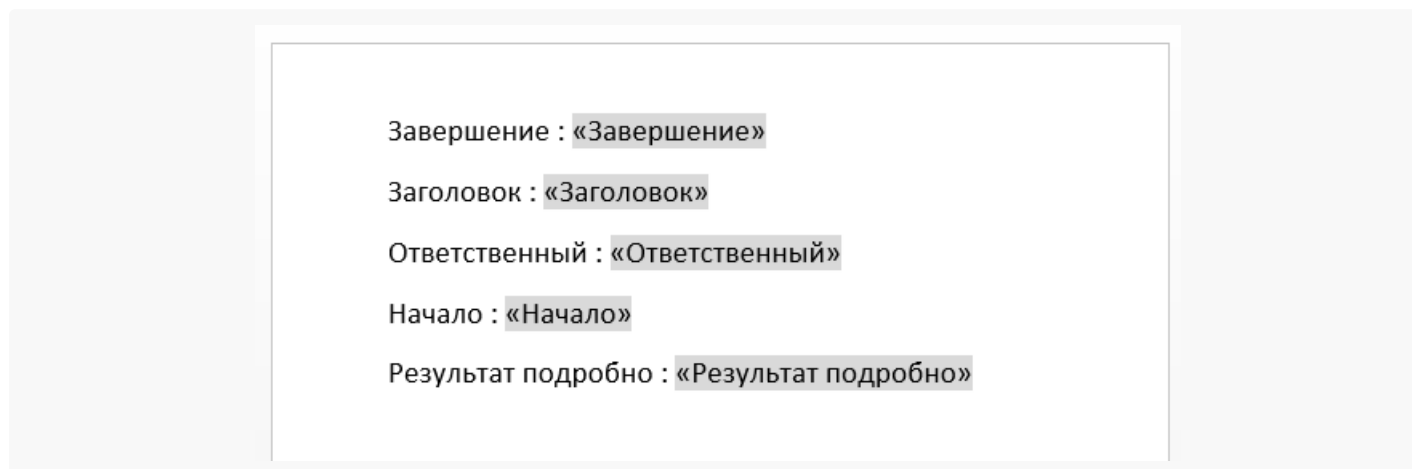 Завершение : «Завершение»
Заголовок : «Заголовок»
Ответственный : «Ответственный»
Начало : «Начало»
Результат подробно : «Результат подробно»